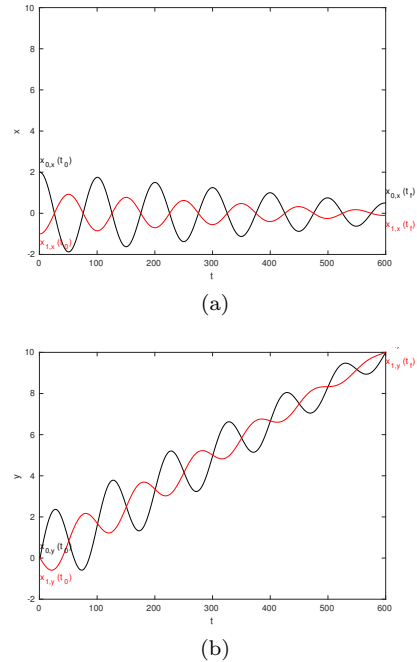 10
8
6
4
2
0
-2
x
x0,x (t0)
x1,x (t0)
x0,x (tf)
x1,x (tf)
0 100 200 300 400 500 600
t
(a)
10
8
6
4
2
0
-2
y
x1,y (tf)
x0,y (t0)
x1,y (t0)
0 100 200 300 400 500 600
t
(b)